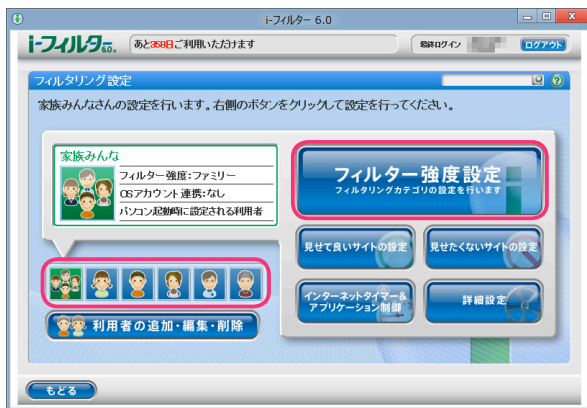 i-フィルター 6.0
i-フィルター6.0. あと358日ご利用いただけます 最終ログイン ログアウト
フィルタリング設定
家族みんなさんの設定を行います。右側のボタンをクリックして設定を行ってください。
家族みんな
フィルター強度:ファミリー
OSアカウント連携:なし
パソコン起動時に設定される利用者
フィルター強度設定
フィルタリングカテゴリの設定を行います
見せて良いサイトの設定 見せたくないサイトの設定
インターネットタイマー&
アプリケーション制御
詳細設定
利用者の追加・編集・削除
もどる